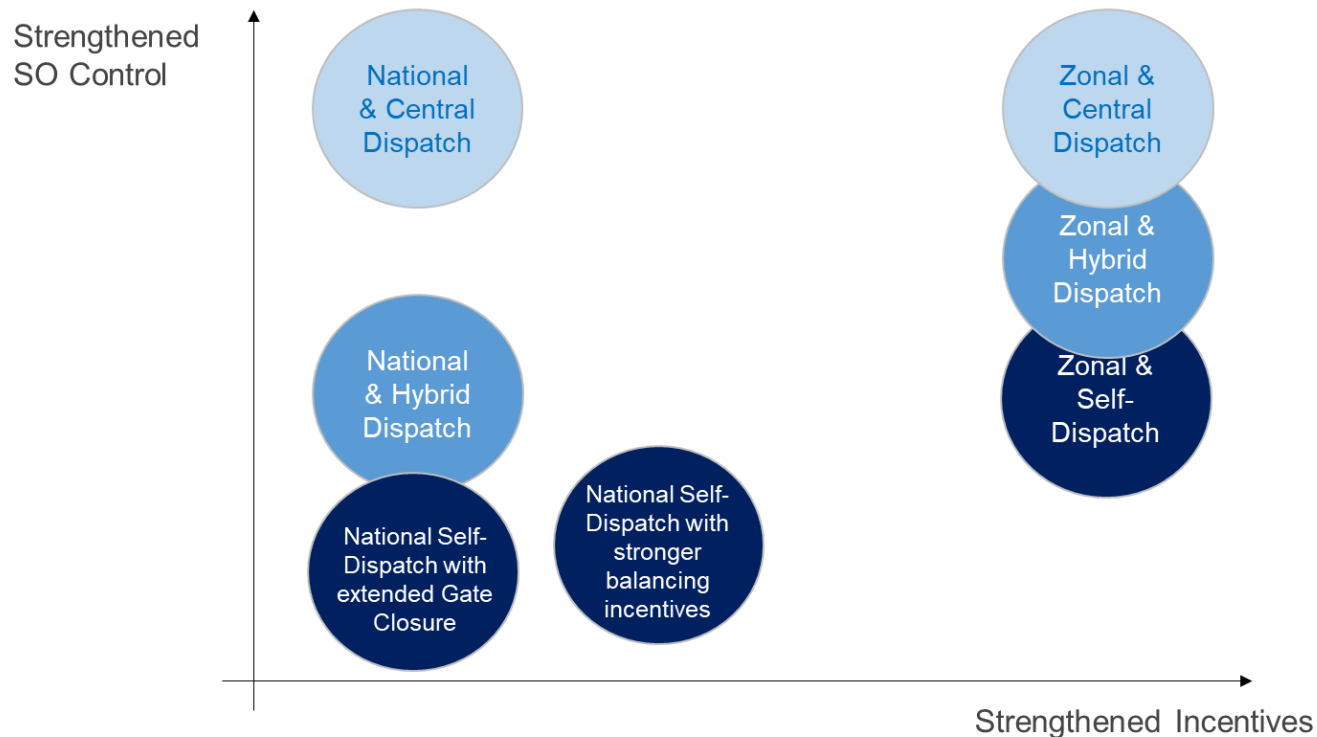 Strengthened
SO Control
National
& Central
Dispatch
Zonal &
Central
Dispatch
Zonal &
Hybrid
Dispatch
National
& Hybrid
Dispatch
Zonal &
Self-
Dispatch
National Self-
Dispatch with
extended Gate
Closure
National Self-
Dispatch with
stronger
balancing
incentives
Strengthened Incentives